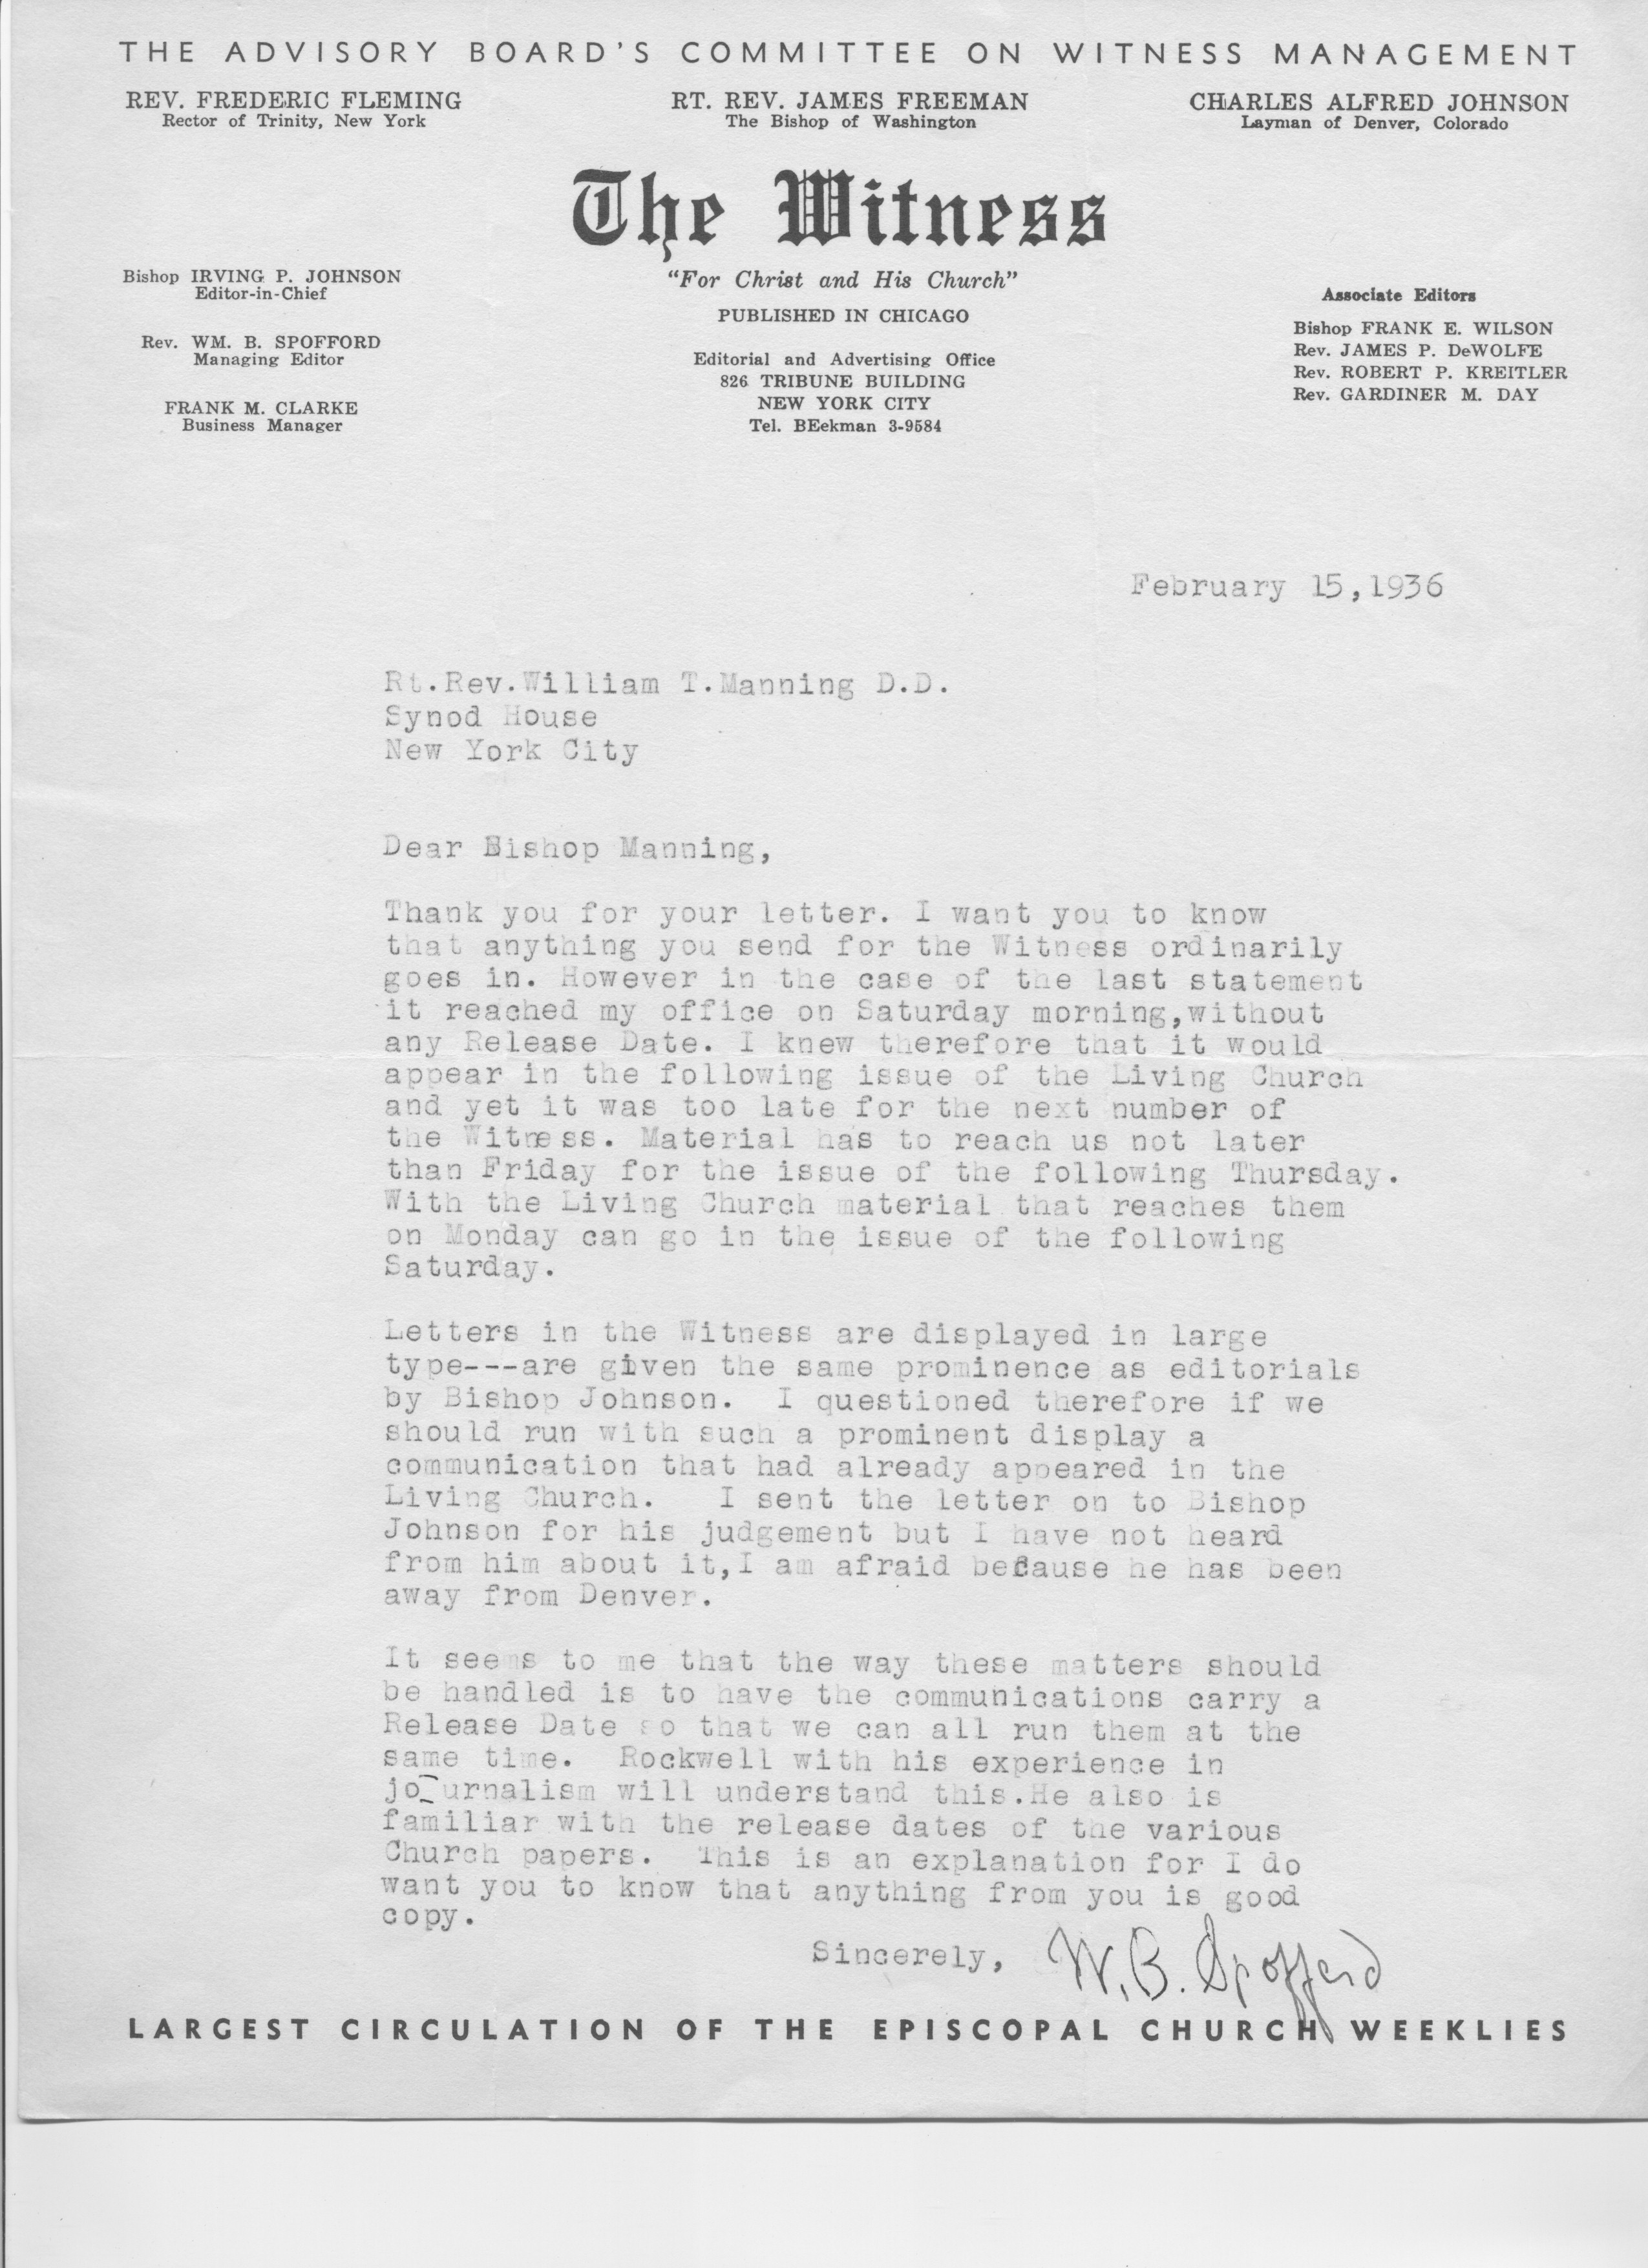 THE ADVISORY BOARD'S COMMITTEE ON WITNESS MANAGEMENT
REV. FREDERIC FLEMING
Rector of Trinity, New York
RT. REV. JAMES FREEMAN
The Bishop of Washington
CHARLES ALFRED JOHNSON
Layman of Denver, Colorado
The Witness
"For Christ and His Church"
PUBLISHED IN CHICAGO
Editorial and Advertising Office
826 TRIBUNE BUILDING
NEW YORK CITY
Tel. BEekman 3-9584
Bishop IRVING P. JOHNSON
Editor-in-Chief
Rev. WM. B. SPOFFORD
Managing Editor
FRANK M. CLARKE
Business Manager
Associate Editors
Bishop FRANK E. WILSON
Rev. JAMES P. DeWOLFE
Rev. ROBERT P. KREITLER
Rev. GARDINER M. DAY
February 15,1936
Rt.Rev.William T.Manning D.D.
Synod House
New York City
Dear Bishop Manning,
Thank you for your letter. I want you to know
that anything you send for the Witness ordinarily
goes in. However in the case of the last statement
it reached my office on Saturday morning,without
any Release Date. I knew therefore that it would
appear in the following issue of the Living Church
and yet it was too late for the next number of
the Witness. Material has to reach us not later
than Friday for the issue of the following Thursday.
With the Living Church material that reaches them
on Monday can go in the issue of the following
Saturday.
Letters in the Witness are displayed in large
type---are given the same prominence as editorials
by Bishop Johnson. I questioned therefore if we
should run with such a prominent display a
communication that had already appeared in the
Living Church. I sent the letter on to Bishop
Johnson for his judgement but I have not heard
from him about it,I am afraid because he has been
away from Denver.
It seems to me that the way these matters should
be handled is to have the communications carry a
Release Date so that we can all run them at the
same time. Rockwell with his experience in
jo_urnalism will understand this.He also is
familiar with the release dates of the various
Church papers. This is an explanation for I do
want you to know that anything from you is good
copy.
Sincerely, W. B. Spofford
LARGEST CIRCULATION OF THE EPISCOPAL CHURCH WEEKLIES